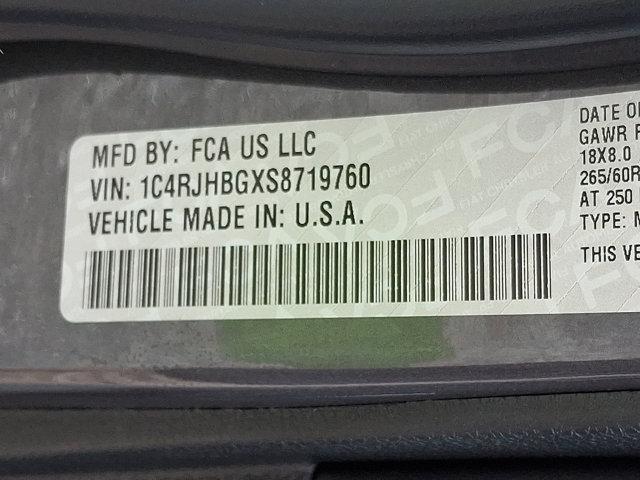 MFD BY: FCA US LLC
VIN: 1C4RJHBGXS8719760
VEHICLE MADE IN: U.S.A.
DATE O
GAWR
18X8.0
265/60R
AT 250
TYPE:
THIS VE